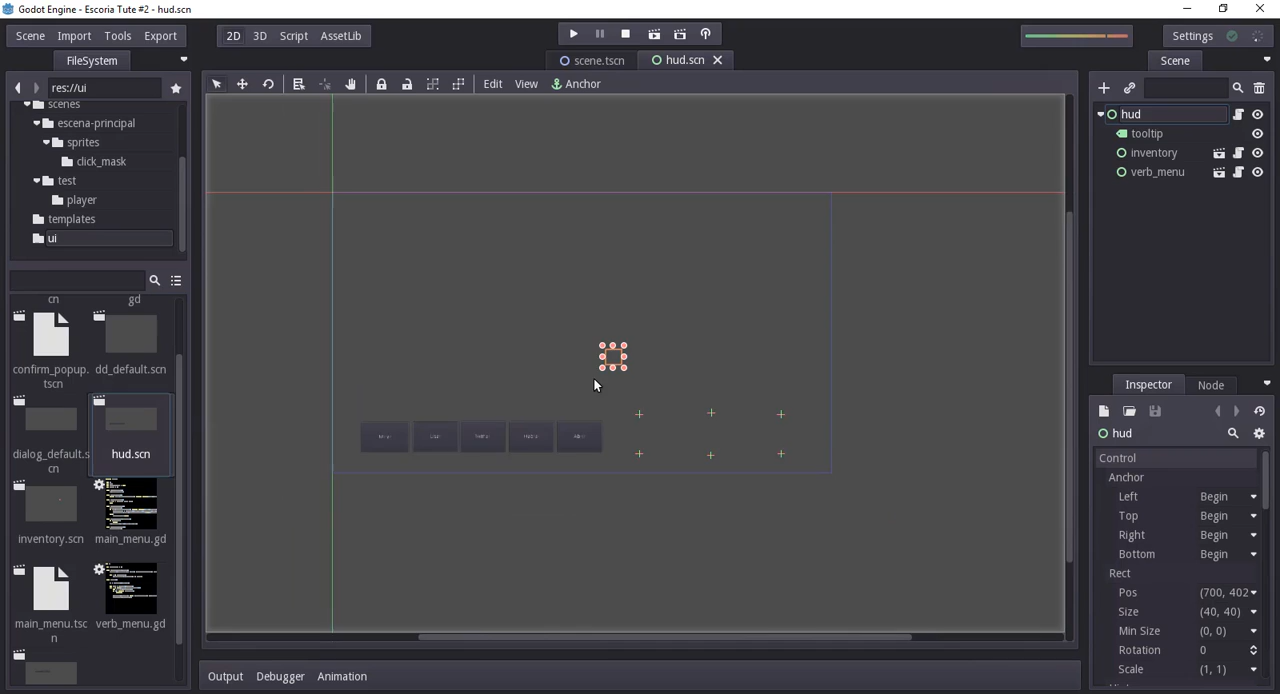 Godot Engine - Escoria Tute #2 - hud.scn
Scene Import Tools Export 2D 3D Script AssetLib Settings
FileSystem scene.tscn hud.scn Scene
res://ui Edit View Anchor
scenes
escena-principal
sprites
click_mask
test
player
templates
ui
cn gd
confirm_popup.
tscn
dd_default.scn
dialog_default.s
cn
hud.scn
inventory.scn
main_menu.gd
main_menu.tsc
n
verb_menu.gd
hud
tooltip
inventory
verb_menu
Inspector Node
hud
Control
Anchor
Left Begin
Top Begin
Right Begin
Bottom Begin
Rect
Pos (700, 402
Size (40, 40)
Min Size (0, 0)
Rotation 0
Scale (1, 1)
Output Debugger Animation